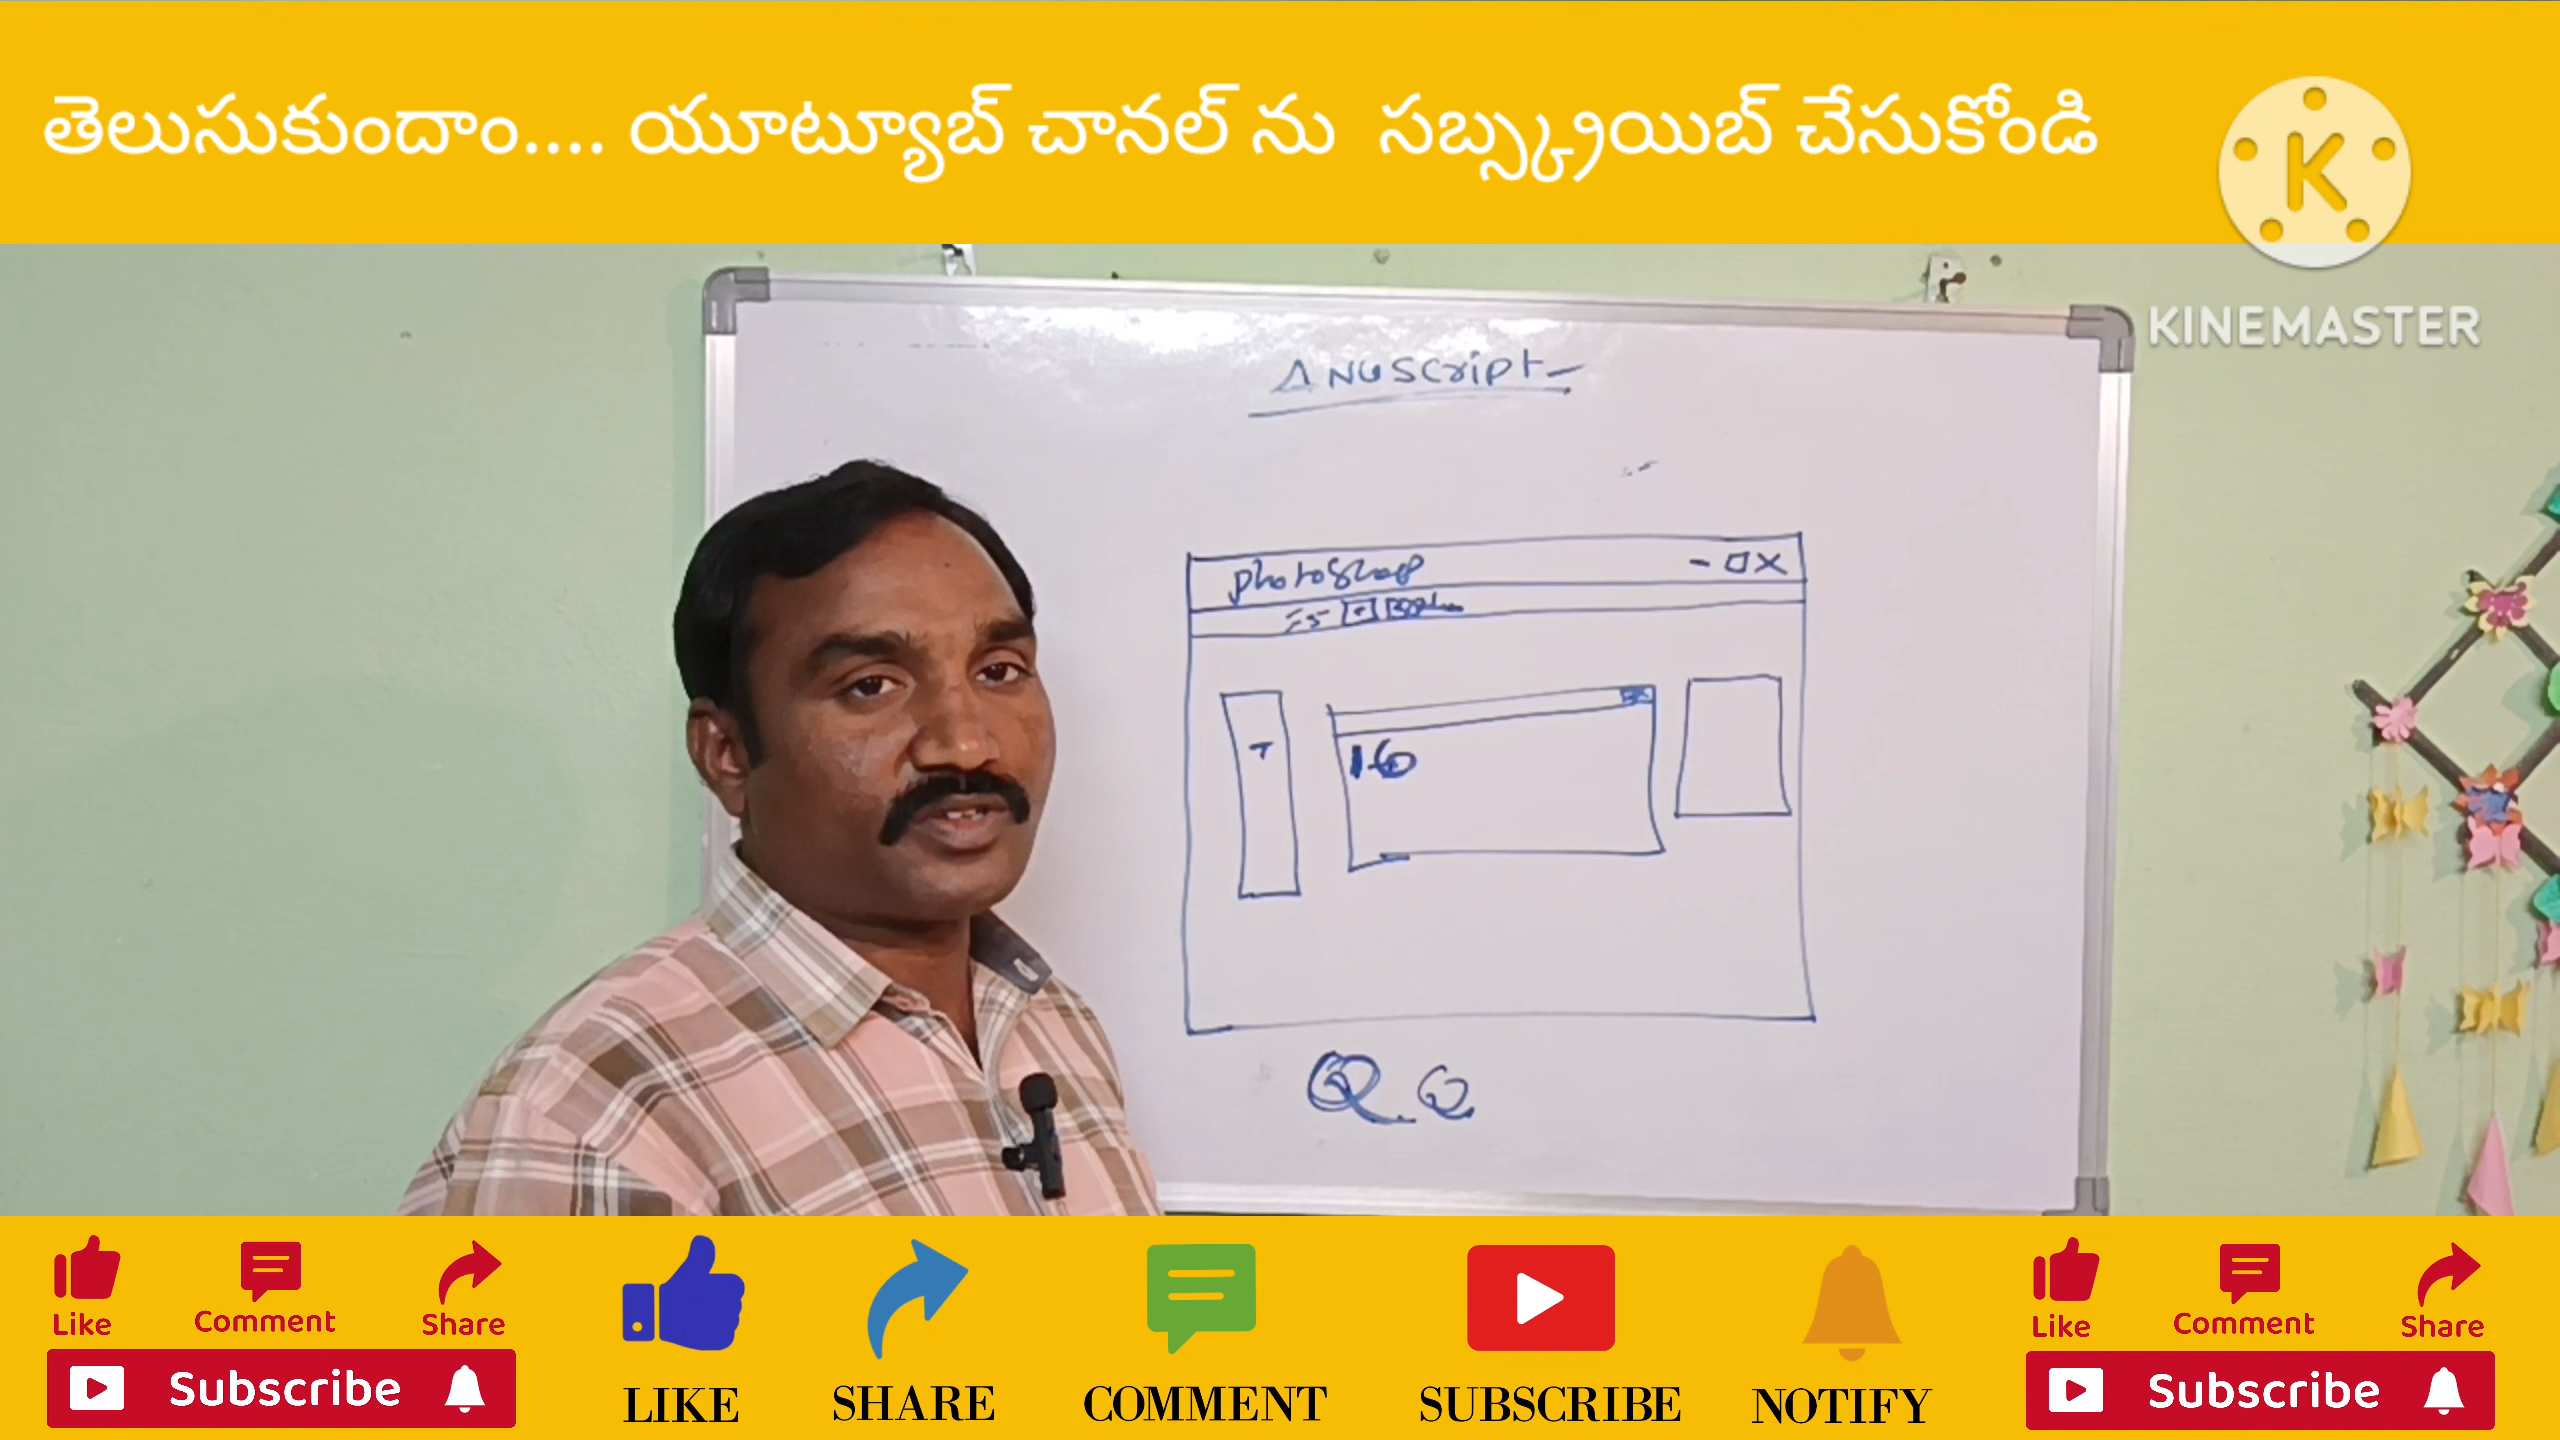 తెలుసుకుందాం.... యూట్యూబ్ చానల్ ను సబ్స్క్రయిబ్ చేసుకోండి
K
KINEMASTER
ANUSCRIPT
photoshop - □ X
T
Like Comment Share
Subscribe
LIKE SHARE COMMENT SUBSCRIBE NOTIFY
Like Comment Share
Subscribe